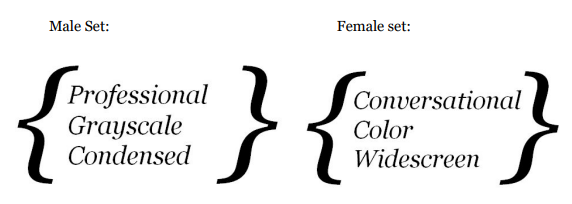 Male Set:
Female set:
Professional
Grayscale
Condensed
Conversational
Color
Widescreen